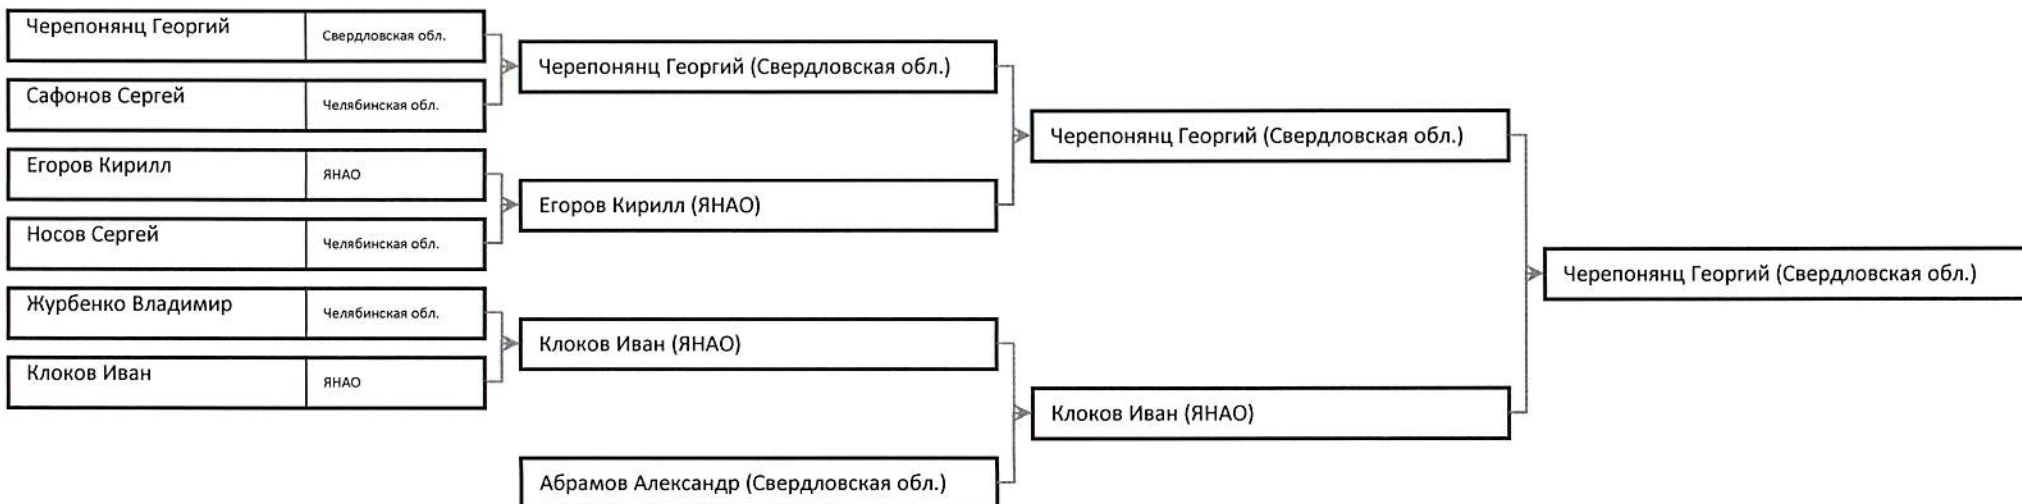 Черепонянц Георгий Свердловская обл.
Сафонов Сергей Челябинская обл.
Егоров Кирилл ЯНАО
Носов Сергей Челябинская обл.
Журбенко Владимир Челябинская обл.
Клоков Иван ЯНАО
Черепонянц Георгий (Свердловская обл.)
Егоров Кирилл (ЯНАО)
Клоков Иван (ЯНАО)
Абрамов Александр (Свердловская обл.)
Черепонянц Георгий (Свердловская обл.)
Клоков Иван (ЯНАО)
Черепонянц Георгий (Свердловская обл.)